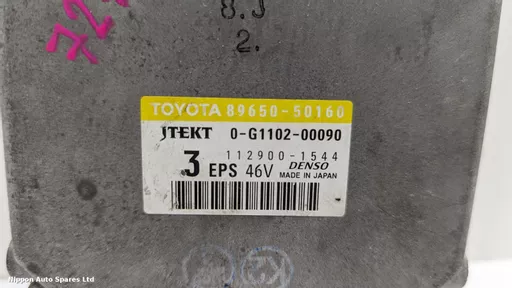 8.J
2.
TOYOTA 89650-50160
JTEKT 0-G1102-00090
112900-1544
3 EPS 46V DENSO
MADE IN JAPAN
Nippon Auto Spares Ltd